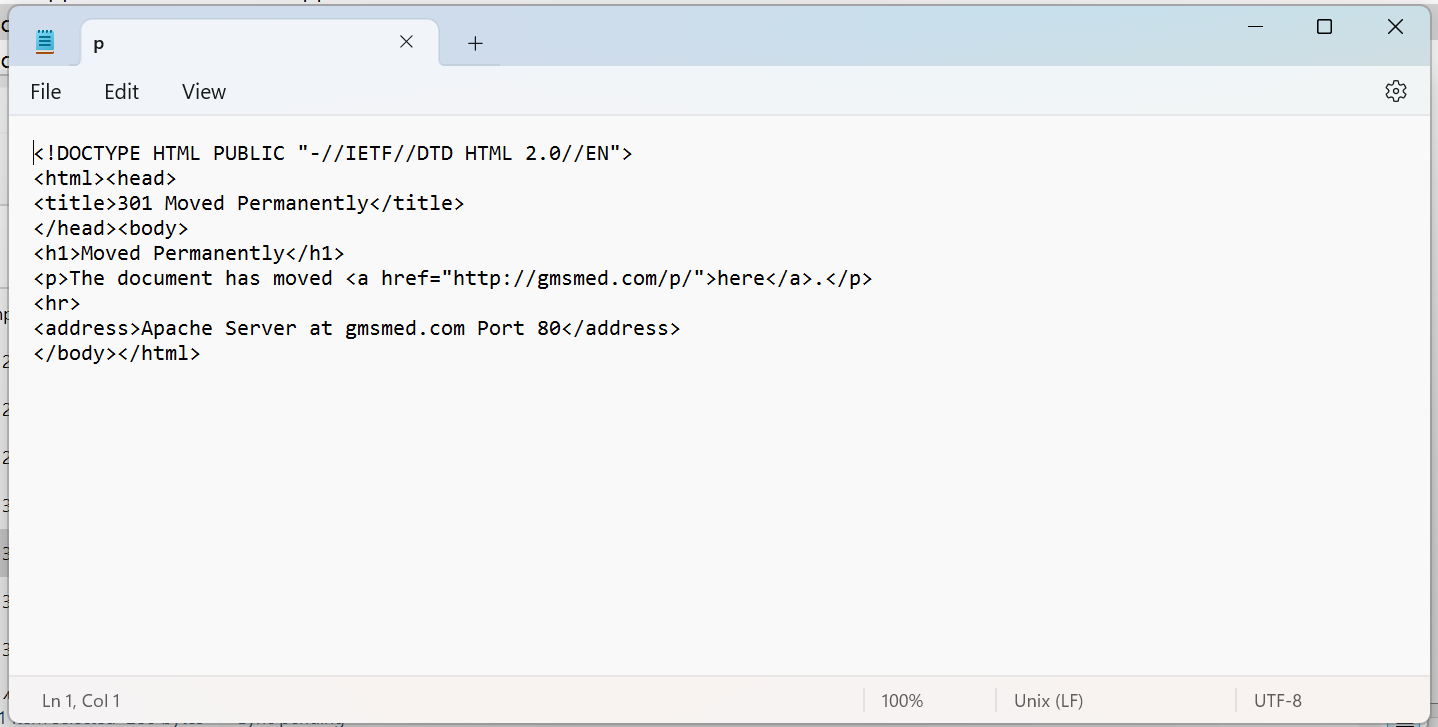 p
File Edit View
<!DOCTYPE HTML PUBLIC "-//IETF//DTD HTML 2.0//EN">
<html><head>
<title>301 Moved Permanently</title>
</head><body>
<h1>Moved Permanently</h1>
<p>The document has moved <a href="http://gmsmed.com/p/">here</a>.</p>
<hr>
<address>Apache Server at gmsmed.com Port 80</address>
</body></html>
Ln 1, Col 1 100% Unix (LF) UTF-8